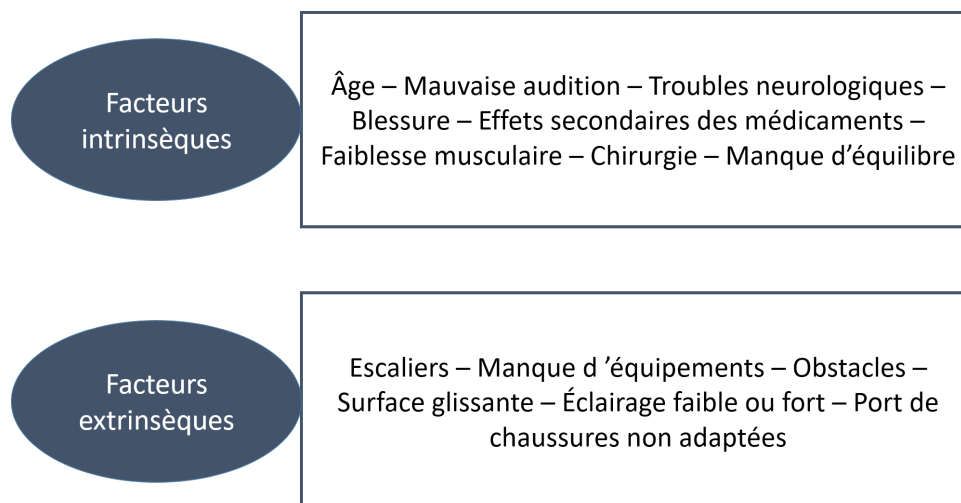 Facteurs
intrinsèques
Âge – Mauvaise audition – Troubles neurologiques –
Blessure – Effets secondaires des médicaments –
Faiblesse musculaire – Chirurgie – Manque d’équilibre
Facteurs
extrinsèques
Escaliers – Manque d ’équipements – Obstacles –
Surface glissante – Éclairage faible ou fort – Port de
chaussures non adaptées